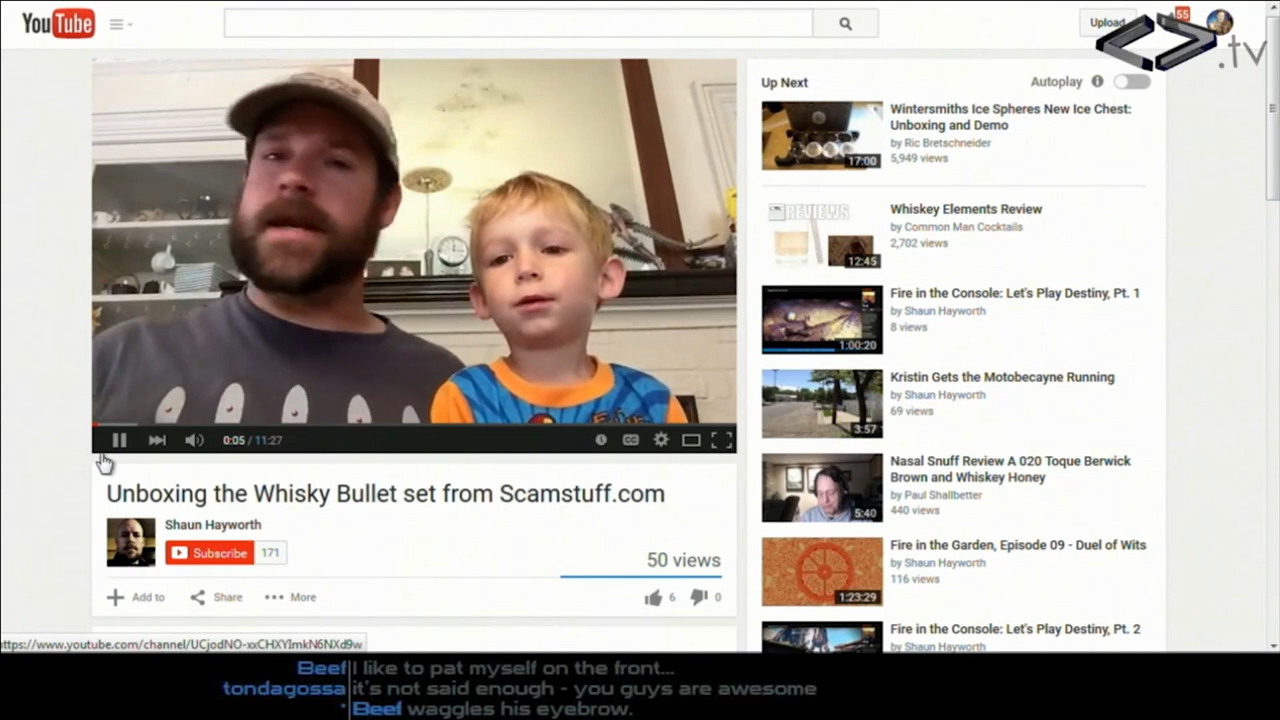 YouTube
Upload
55
<>.tv
Up Next
Autoplay
Wintersmiths Ice Spheres New Ice Chest:
Unboxing and Demo
by Ric Bretschneider
5,949 views
17:00
REVIEWS
Whiskey Elements Review
by Common Man Cocktails
2,702 views
12:45
Fire in the Console: Let's Play Destiny, Pt. 1
by Shaun Hayworth
8 views
1:00:20
Kristin Gets the Motobecayne Running
by Shaun Hayworth
69 views
3:57
Nasal Snuff Review A 020 Toque Berwick
Brown and Whiskey Honey
by Paul Shallbetter
440 views
5:40
Fire in the Garden, Episode 09 - Duel of Wits
by Shaun Hayworth
116 views
1:23:29
Fire in the Console: Let's Play Destiny, Pt. 2
by Shaun Hayworth
0:05 / 11:27
CC
Unboxing the Whisky Bullet set from Scamstuff.com
Shaun Hayworth
Subscribe 171
50 views
Add to Share More
6 0
https://www.youtube.com/channel/UCjodNO-xxCHXYImkN6NXd9w
Beef I like to pat myself on the front...
tondagossa it's not said enough - you guys are awesome
* Beef waggles his eyebrow.